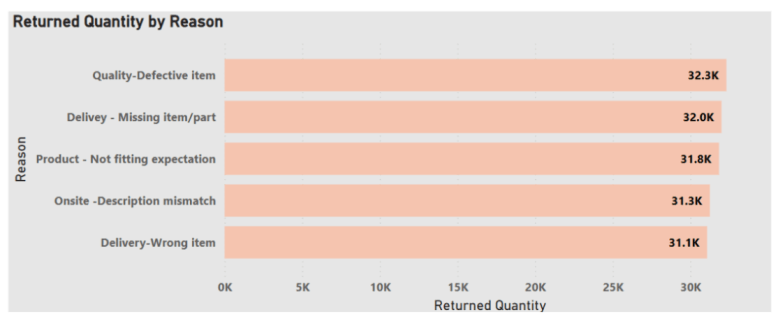 Returned Quantity by Reason
Reason
Quality-Defective item 32.3K
Delivey - Missing item/part 32.0K
Product - Not fitting expectation 31.8K
Onsite -Description mismatch 31.3K
Delivery-Wrong item 31.1K
0K 5K 10K 15K 20K 25K 30K
Returned Quantity